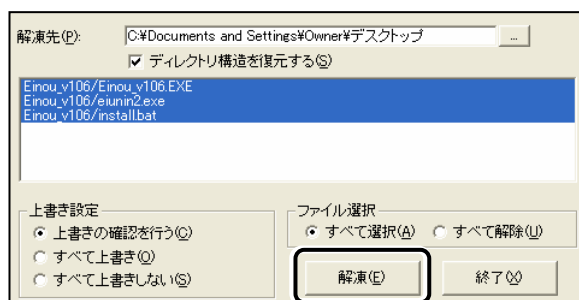 解凍先(P): C:¥Documents and Settings¥Owner¥デスクトップ ...
ディレクトリ構造を復元する(S)
Einou_v106/Einou_v106.EXE
Einou_v106/eiunin2.exe
Einou_v106/install.bat
上書き設定
上書きの確認を行う(C)
すべて上書き(O)
すべて上書きしない(S)
ファイル選択
すべて選択(A) すべて解除(U)
解凍(E) 終了(X)